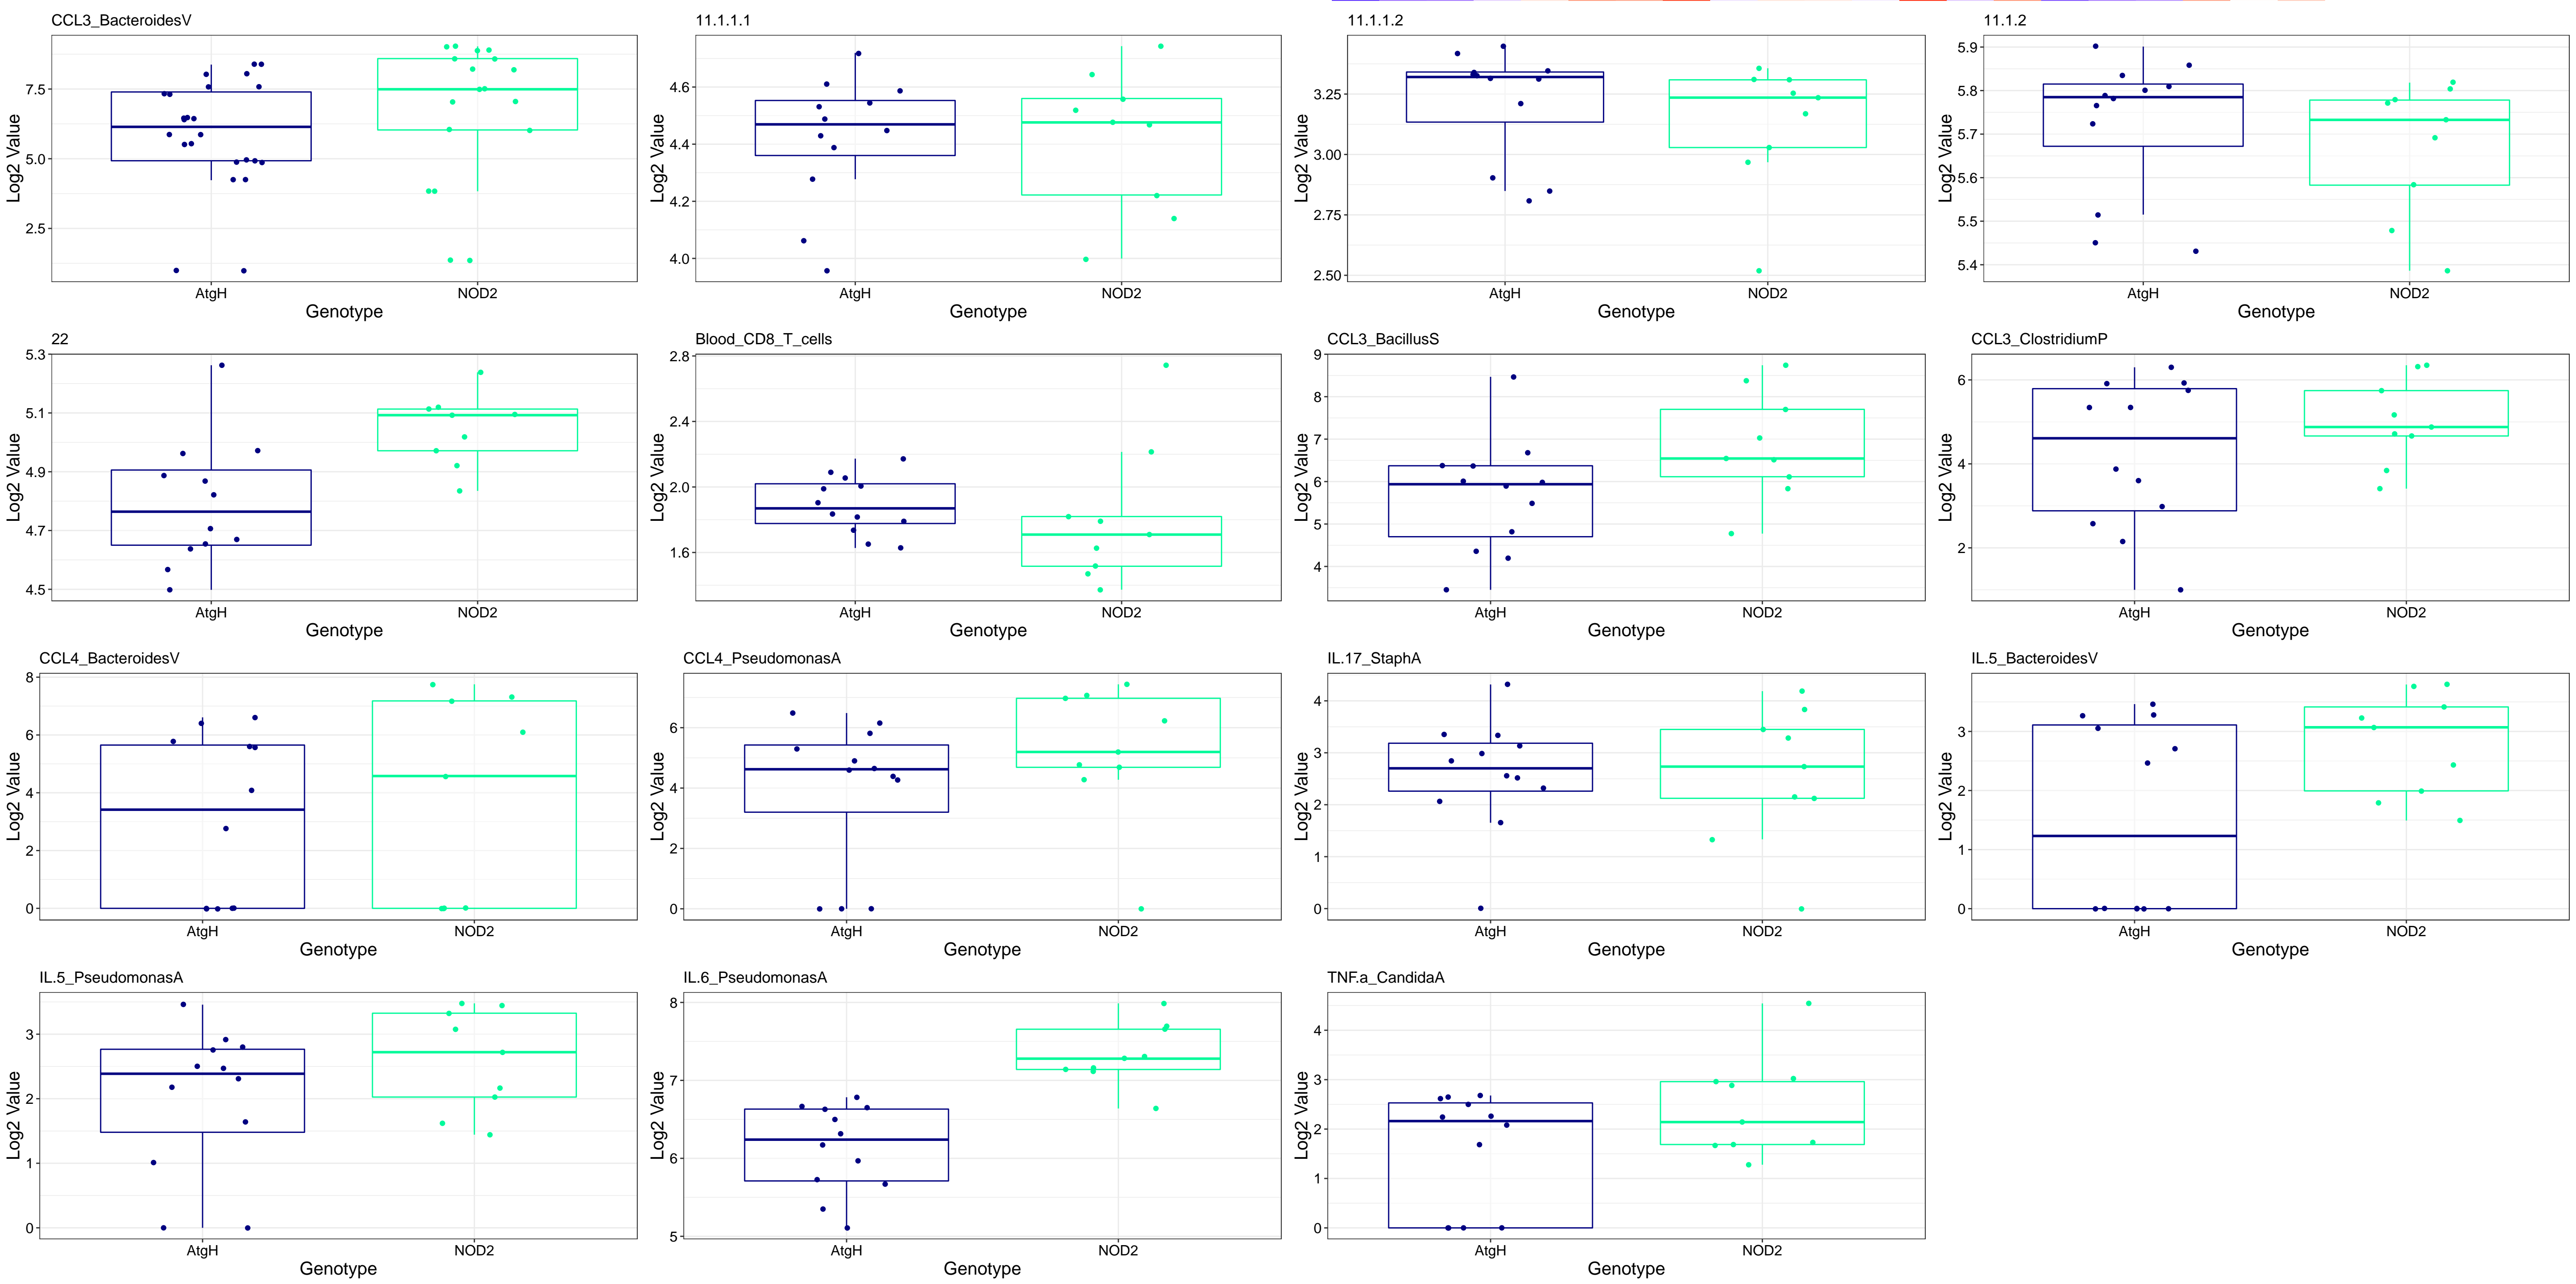 CCL3_BacteroidesV
Log2 Value
7.5
5.0
2.5
AtgH
NOD2
Genotype
11.1.1.1
Log2 Value
4.6
4.4
4.2
4.0
AtgH
NOD2
Genotype
11.1.1.2
Log2 Value
3.25
3.00
2.75
2.50
AtgH
NOD2
Genotype
11.1.2
Log2 Value
5.9
5.8
5.7
5.6
5.5
5.4
AtgH
NOD2
Genotype
22
Log2 Value
5.3
5.1
4.9
4.7
4.5
AtgH
NOD2
Genotype
Blood_CD8_T_cells
Log2 Value
2.8
2.4
2.0
1.6
AtgH
NOD2
Genotype
CCL3_BacillusS
Log2 Value
9
8
7
6
5
4
AtgH
NOD2
Genotype
CCL3_ClostridiumP
Log2 Value
6
4
2
AtgH
NOD2
Genotype
CCL4_BacteroidesV
Log2 Value
8
6
4
2
0
AtgH
NOD2
Genotype
CCL4_PseudomonasA
Log2 Value
6
4
2
0
AtgH
NOD2
Genotype
IL.17_StaphA
Log2 Value
4
3
2
1
0
AtgH
NOD2
Genotype
IL.5_BacteroidesV
Log2 Value
3
2
1
0
AtgH
NOD2
Genotype
IL.5_PseudomonasA
Log2 Value
3
2
1
0
AtgH
NOD2
Genotype
IL.6_PseudomonasA
Log2 Value
8
7
6
5
AtgH
NOD2
Genotype
TNF.a_CandidaA
Log2 Value
4
3
2
1
0
AtgH
NOD2
Genotype